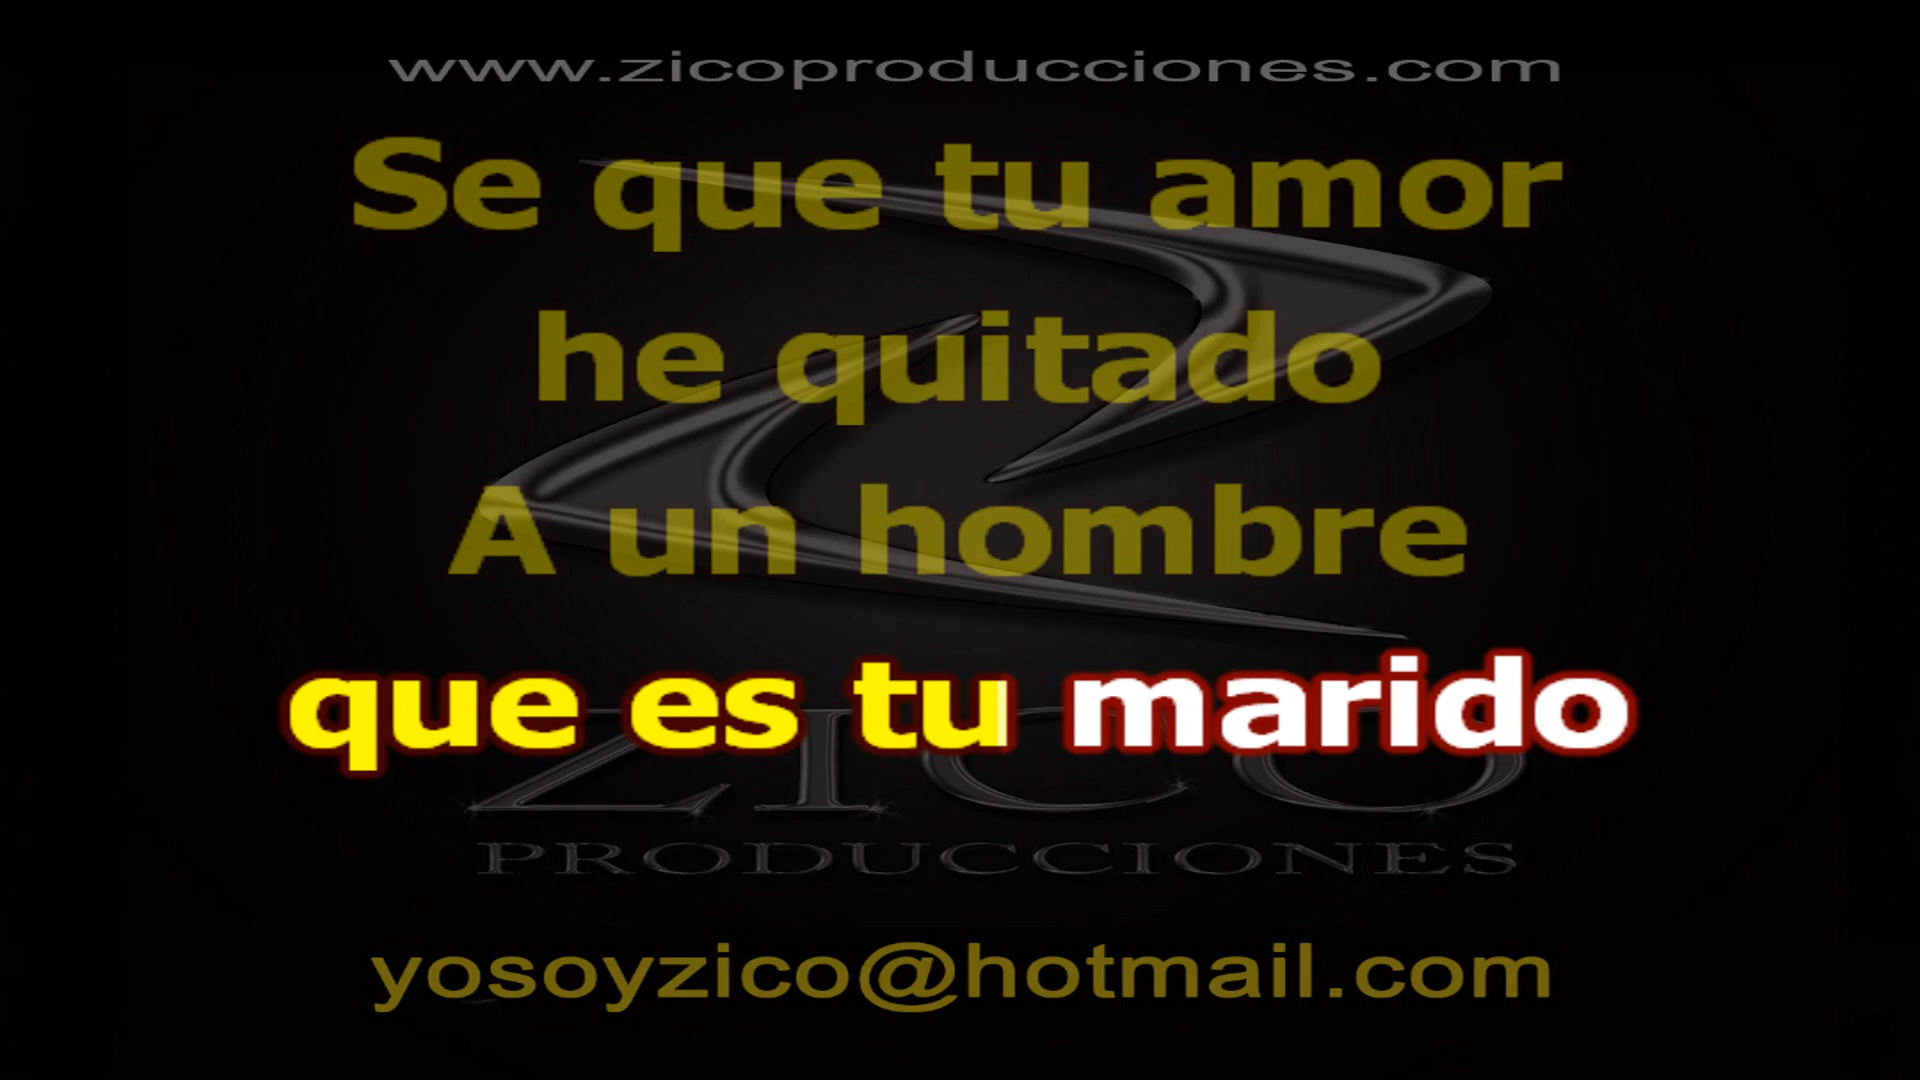 www.zicoproducciones.com
Se que tu amor
he quitado
A un hombre
que es tu marido
ZICO
PRODUCCIONES
yosoyzico@hotmail.com